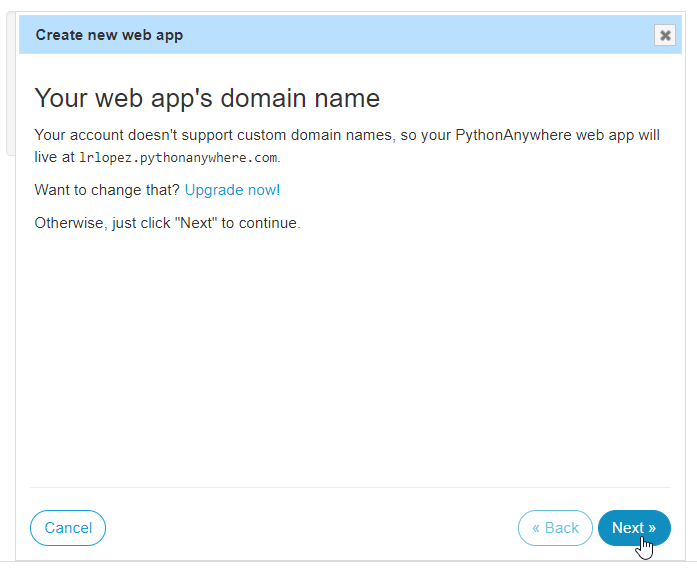 Create new web app
Your web app's domain name
Your account doesn't support custom domain names, so your PythonAnywhere web app will
live at lrlopez.pythonanywhere.com.
Want to change that? Upgrade now!
Otherwise, just click "Next" to continue.
Cancel
« Back
Next »